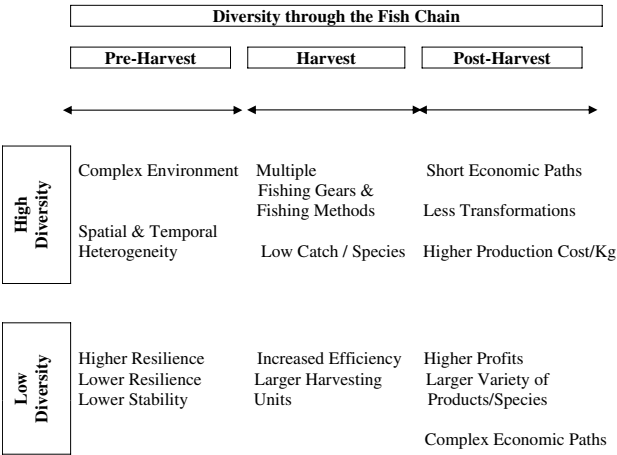 Diversity through the Fish Chain
Pre-Harvest
Harvest
Post-Harvest
High
Diversity
Complex Environment
Spatial & Temporal
Heterogeneity
Multiple
Fishing Gears &
Fishing Methods
Low Catch / Species
Short Economic Paths
Less Transformations
Higher Production Cost/Kg
Low
Diversity
Higher Resilience
Lower Resilience
Lower Stability
Increased Efficiency
Larger Harvesting
Units
Higher Profits
Larger Variety of
Products/Species
Complex Economic Paths